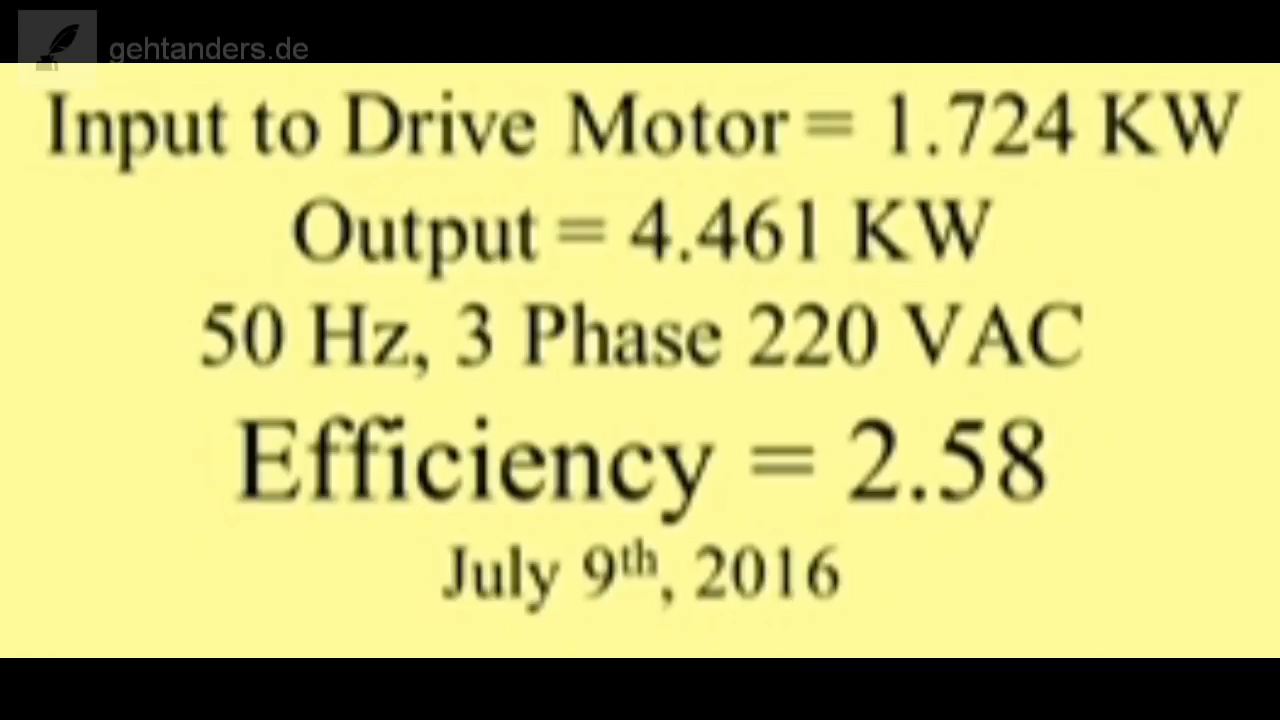 gehtanders.de
Input to Drive Motor = 1.724 KW
Output = 4.461 KW
50 Hz, 3 Phase 220 VAC
Efficiency = 2.58
July 9th, 2016